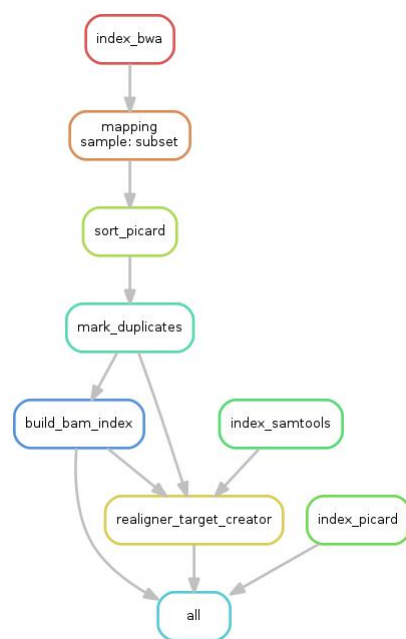 index_bwa
mapping
sample: subset
sort_picard
mark_duplicates
build_bam_index
index_samtools
realigner_target_creator
index_picard
all